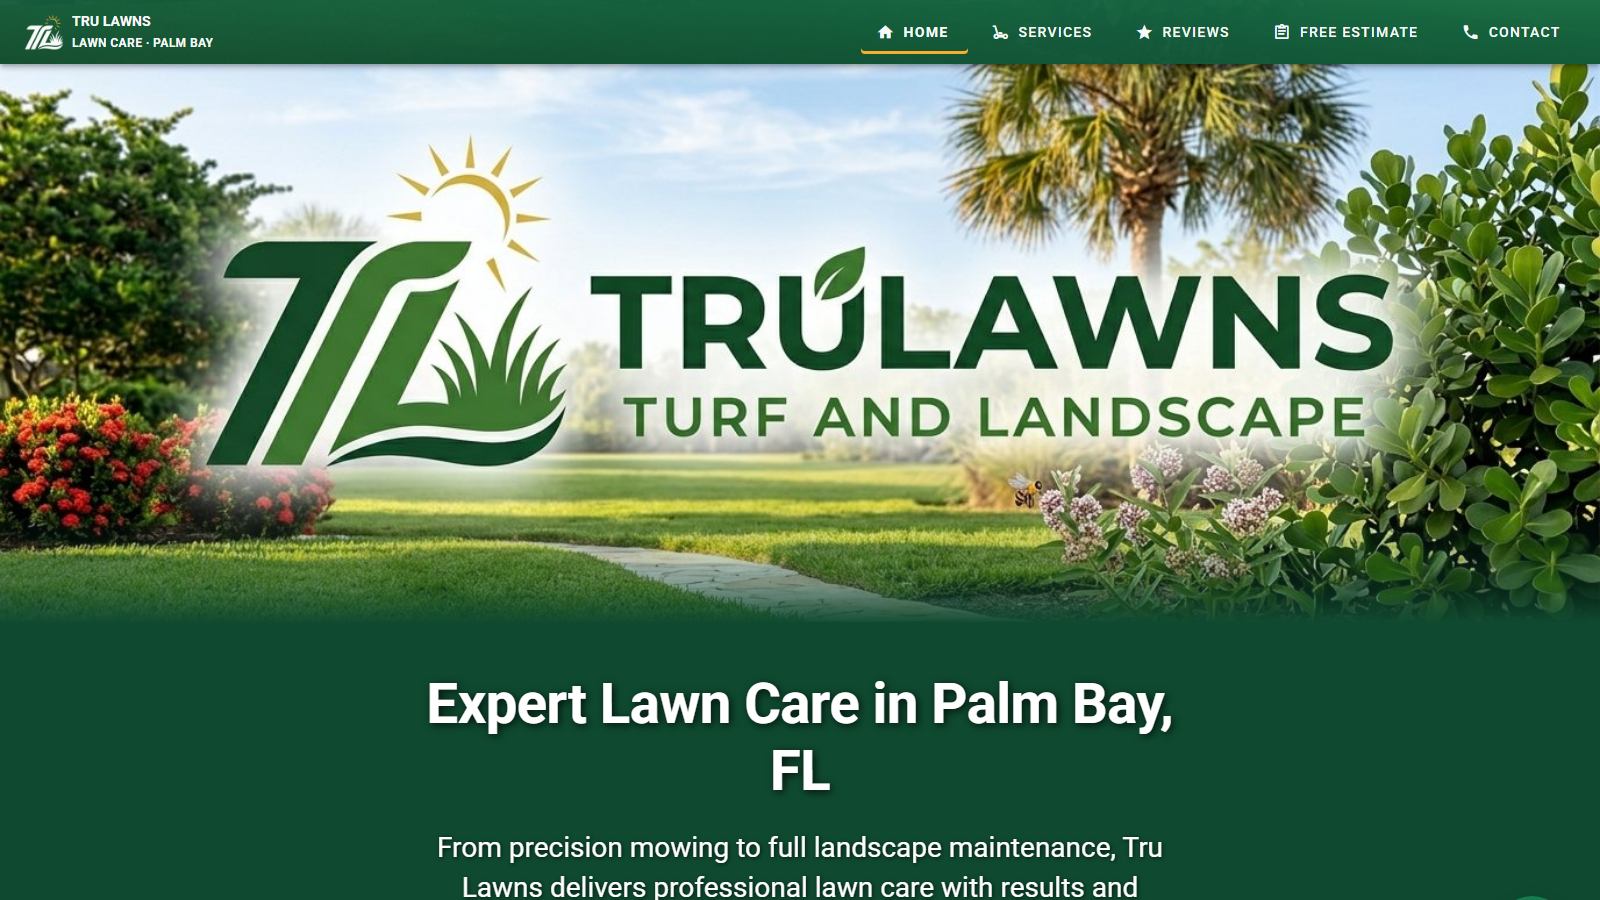 TRU LAWNS
LAWN CARE · PALM BAY
HOME
SERVICES
REVIEWS
FREE ESTIMATE
CONTACT
TL
TRULAWNS
TURF AND LANDSCAPE
Expert Lawn Care in Palm Bay,
FL
From precision mowing to full landscape maintenance, Tru
Lawns delivers professional lawn care with results and